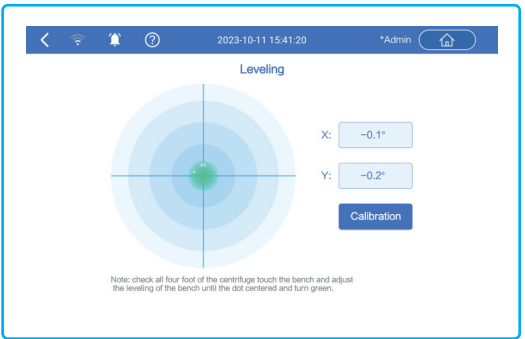 2023-10-11 15:41:20 *Admin
Leveling
X: −0.1°
Y: −0.2°
Calibration
Note: check all four foot of the centrifuge touch the bench and adjust
the leveling of the bench until the dot centered and turn green.